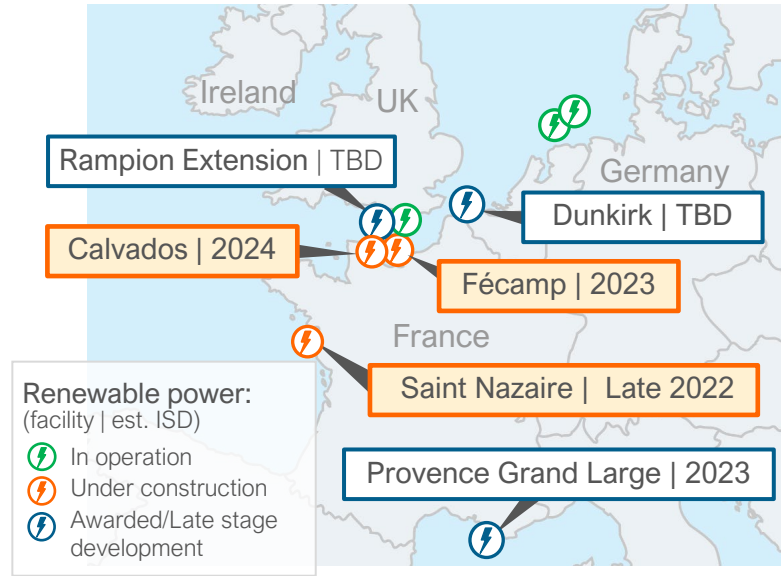 Ireland
UK
Rampion Extension | TBD
Germany
Dunkirk | TBD
Calvados | 2024
Fécamp | 2023
France
Saint Nazaire | Late 2022
Renewable power:
(facility | est. ISD)
In operation
Under construction
Awarded/Late stage
development
Provence Grand Large | 2023